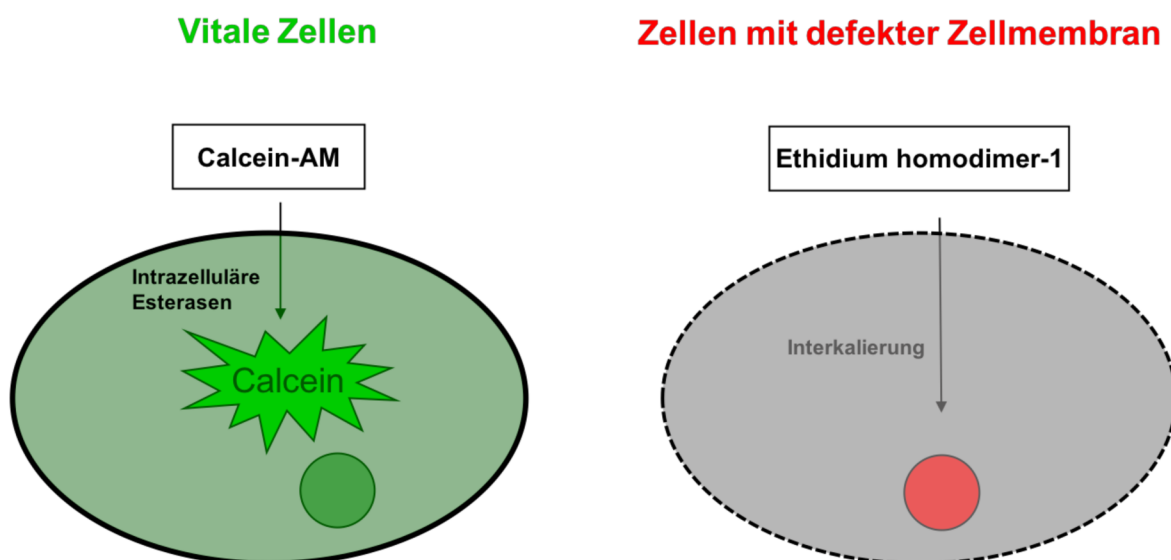 Vitale Zellen
Calcein-AM
Intrazelluläre
Esterasen
Calcein
Zellen mit defekter Zellmembran
Ethidium homodimer-1
Interkalierung